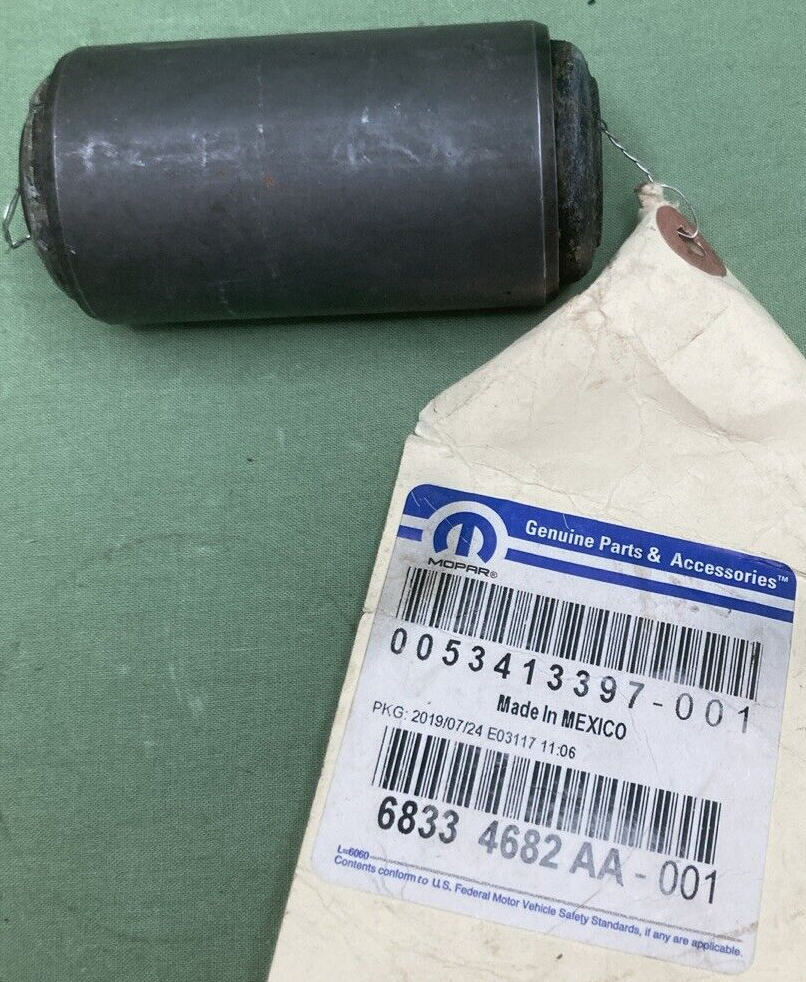 Genuine Parts & Accessories™
MOPAR®
0053413397-001
Made In MEXICO
PKG: 2019/07/24 E03117 11:06
6833 4682 AA - 001
L-6060
Contents conform to U.S. Federal Motor Vehicle Safety Standards, if any are applicable.